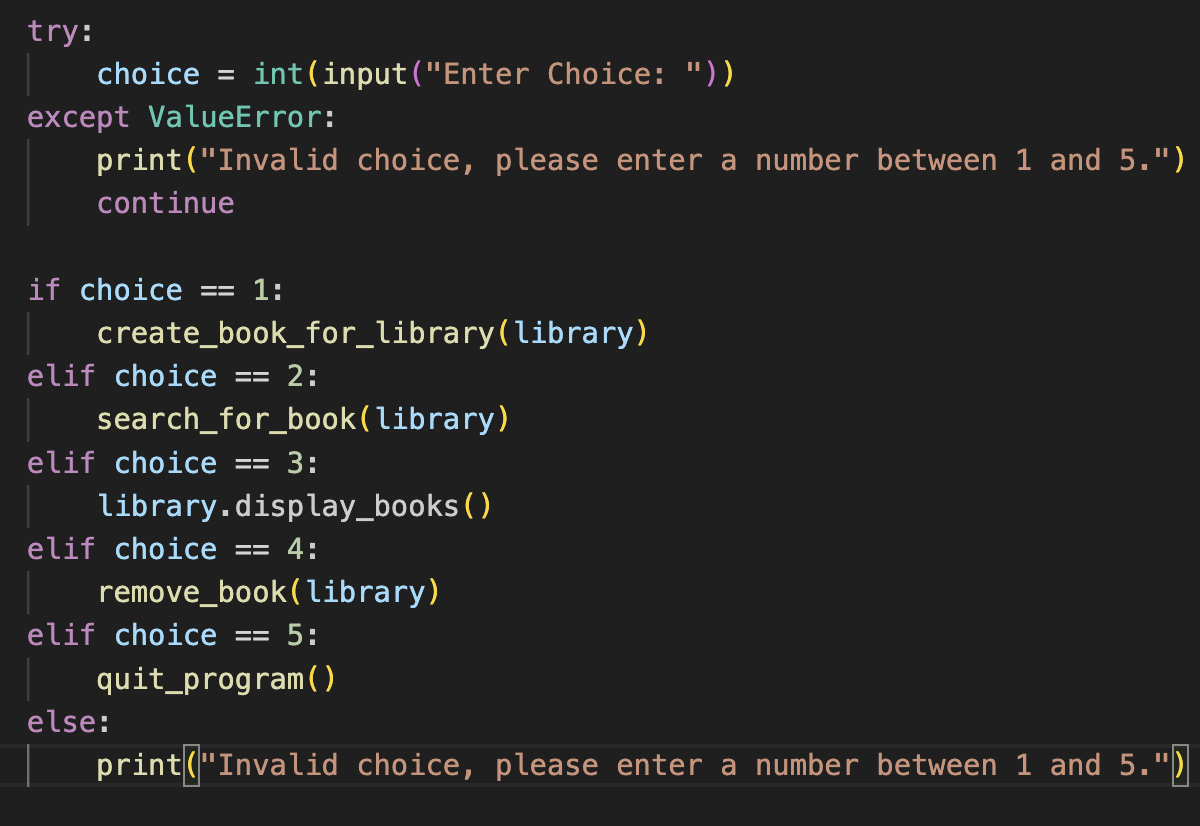 try:
    choice = int(input("Enter Choice: "))
except ValueError:
    print("Invalid choice, please enter a number between 1 and 5.")
    continue

if choice == 1:
    create_book_for_library(library)
elif choice == 2:
    search_for_book(library)
elif choice == 3:
    library.display_books()
elif choice == 4:
    remove_book(library)
elif choice == 5:
    quit_program()
else:
    print("Invalid choice, please enter a number between 1 and 5.")